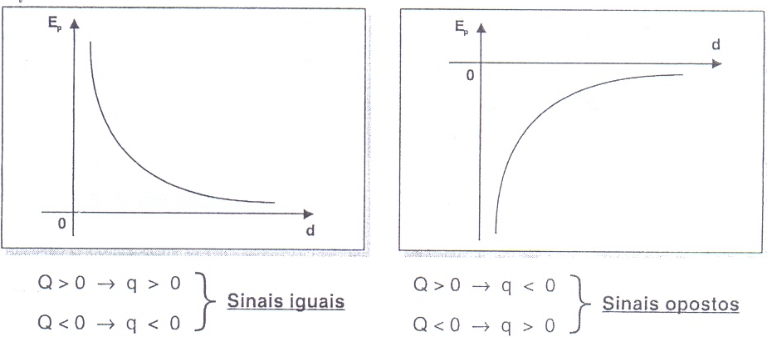 Eₚ
0
d
Q > 0 → q > 0
Q < 0 → q < 0
Sinais iguais
Eₚ
d
0
Q > 0 → q < 0
Q < 0 → q > 0
Sinais opostos